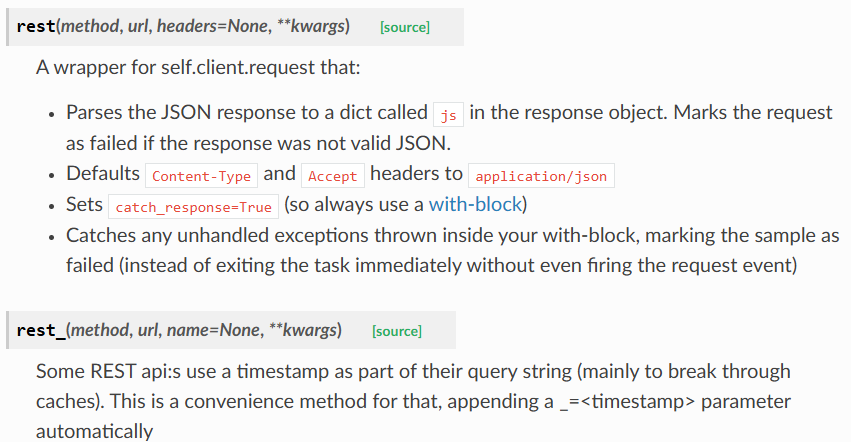 rest(method, url, headers=None, **kwargs) [source]
A wrapper for self.client.request that:
• Parses the JSON response to a dict called js in the response object. Marks the request
as failed if the response was not valid JSON.
• Defaults Content-Type and Accept headers to application/json
• Sets catch_response=True (so always use a with-block)
• Catches any unhandled exceptions thrown inside your with-block, marking the sample as
failed (instead of exiting the task immediately without even firing the request event)
rest_(method, url, name=None, **kwargs) [source]
Some REST api:s use a timestamp as part of their query string (mainly to break through
caches). This is a convenience method for that, appending a _=<timestamp> parameter
automatically